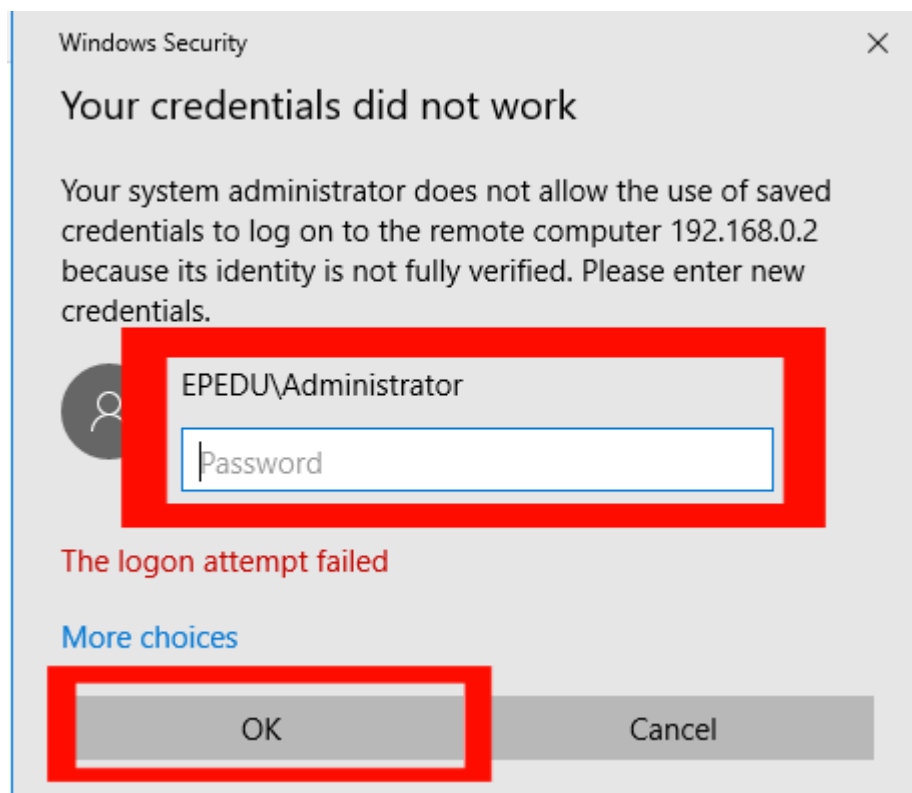 Windows Security
Your credentials did not work
Your system administrator does not allow the use of saved
credentials to log on to the remote computer 192.168.0.2
because its identity is not fully verified. Please enter new
credentials.
EPEDU\Administrator
Password
The logon attempt failed
More choices
OK Cancel